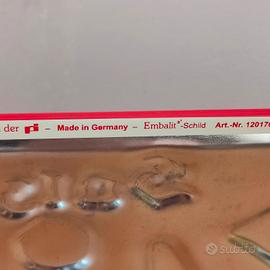 der – Made in Germany – Embalit®-Schild Art.-Nr. 12017
subito